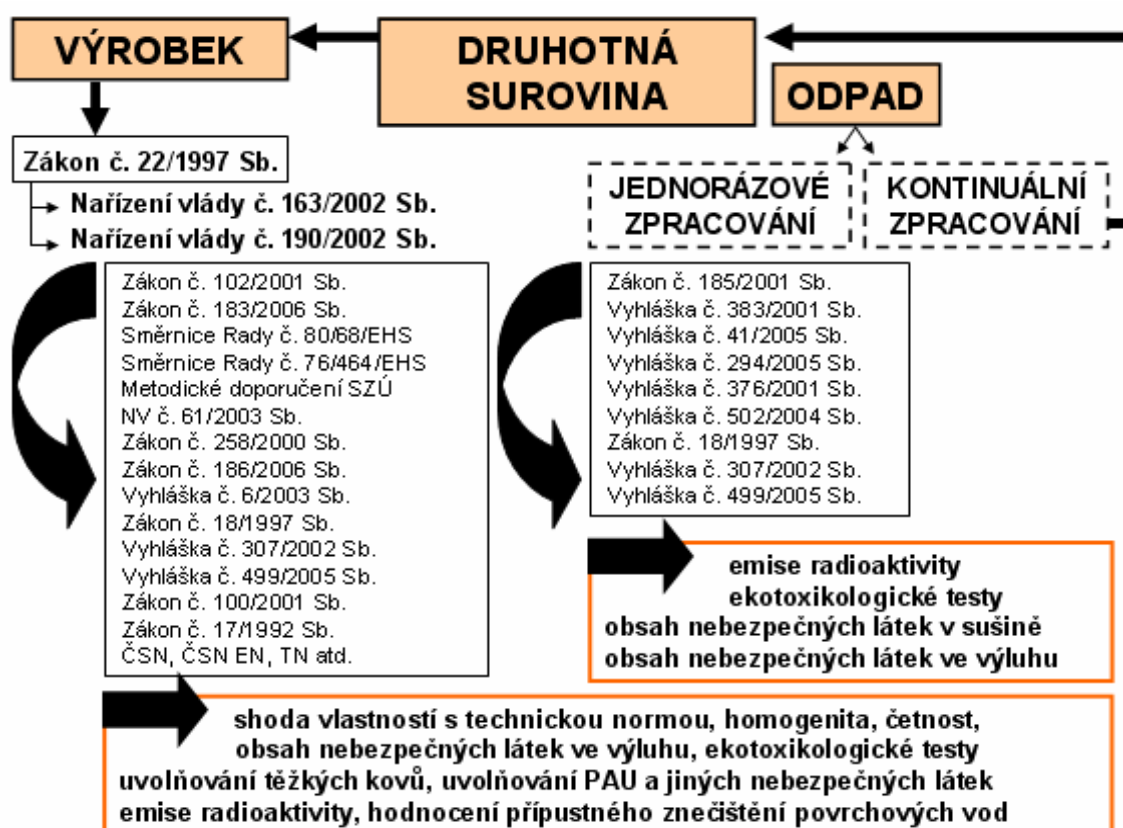 VÝROBEK
DRUHOTNÁ
SUROVINA
ODPAD
Zákon č. 22/1997 Sb.
Nařízení vlády č. 163/2002 Sb.
Nařízení vlády č. 190/2002 Sb.
JEDNORÁZOVÉ
ZPRACOVÁNÍ
KONTINUÁLNÍ
ZPRACOVÁNÍ
Zákon č. 102/2001 Sb.
Zákon č. 183/2006 Sb.
Směrnice Rady č. 80/68/EHS
Směrnice Rady č. 76/464/EHS
Metodické doporučení SZÚ
NV č. 61/2003 Sb.
Zákon č. 258/2000 Sb.
Zákon č. 186/2006 Sb.
Vyhláška č. 6/2003 Sb.
Zákon č. 18/1997 Sb.
Vyhláška č. 307/2002 Sb.
Vyhláška č. 499/2005 Sb.
Zákon č. 100/2001 Sb.
Zákon č. 17/1992 Sb.
ČSN, ČSN EN, TN atd.
Zákon č. 185/2001 Sb.
Vyhláška č. 383/2001 Sb.
Vyhláška č. 41/2005 Sb.
Vyhláška č. 294/2005 Sb.
Vyhláška č. 376/2001 Sb.
Vyhláška č. 502/2004 Sb.
Zákon č. 18/1997 Sb.
Vyhláška č. 307/2002 Sb.
Vyhláška č. 499/2005 Sb.
emise radioaktivity
ekotoxikologické testy
obsah nebezpečných látek v sušině
obsah nebezpečných látek ve výluhu
shoda vlastností s technickou normou, homogenita, četnost,
obsah nebezpečných látek ve výluhu, ekotoxikologické testy
uvolňování těžkých kovů, uvolňování PAU a jiných nebezpečných látek
emise radioaktivity, hodnocení přípustného znečištění povrchových vod